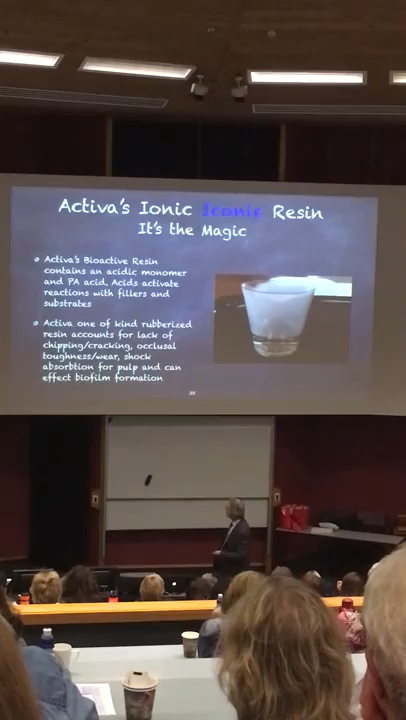 Activa's Ionic Iconic Resin
It's the Magic
Activa's Bioactive Resin
contains an acidic monomer
and PA acid. Acids activate
reactions with fillers and
substrates
Activa one of kind rubberized
resin accounts for lack of
chipping/cracking, occlusal
toughness/wear, shock
absorbtion for pulp and can
effect biofilm formation